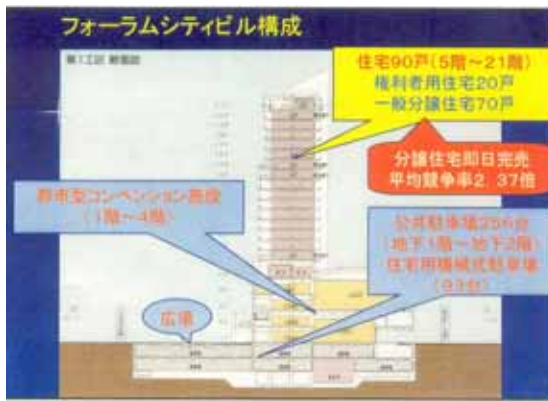 フォーラムシティビル構成
第1工区 断面図
住宅90戸(5階～21階)
権利者用住宅20戸
一般分譲住宅70戸
分譲住宅即日完売
平均競争率2.37倍
都市型コンベンション施設
(1階～4階)
公共駐車場256台
(地下1階～地下2階)
住宅用機械式駐車場
(93台)
広場